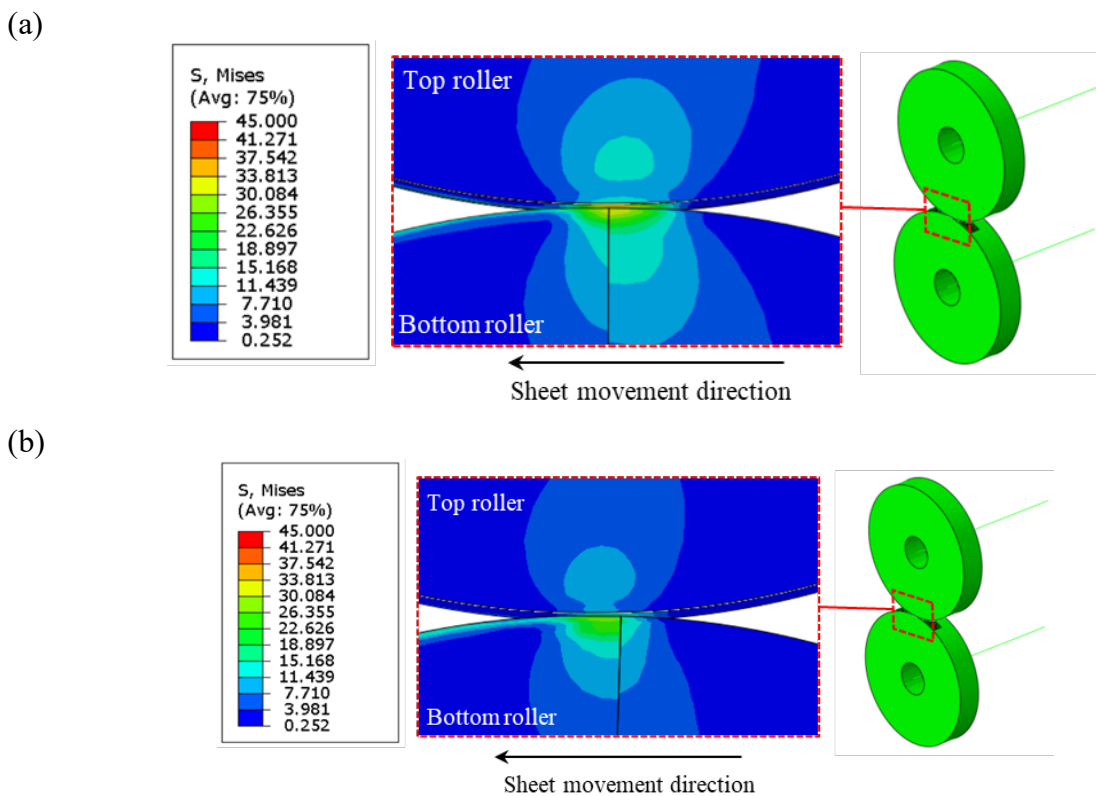 (a)
S, Mises
(Avg: 75%)
45.000
41.271
37.542
33.813
30.084
26.355
22.626
18.897
15.168
11.439
7.710
3.981
0.252
Top roller
Bottom roller
Sheet movement direction
(b)
S, Mises
(Avg: 75%)
45.000
41.271
37.542
33.813
30.084
26.355
22.626
18.897
15.168
11.439
7.710
3.981
0.252
Top roller
Bottom roller
Sheet movement direction